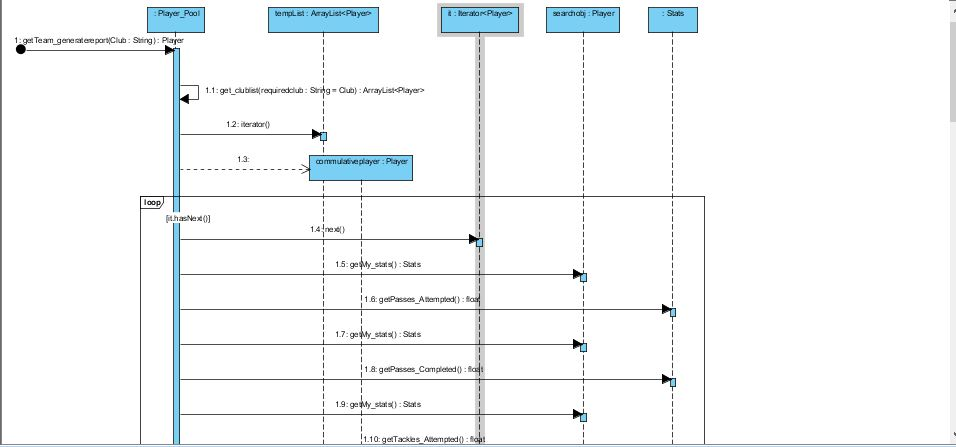 : Player_Pool
tempList : ArrayList<Player>
it : Iterator<Player>
searchobj : Player
: Stats
1: getTeam_generatereport(Club : String) : Player
1.1: get_clublist(requiredclub : String = Club) : ArrayList<Player>
1.2: iterator()
1.3:
commulativeplayer : Player
loop
[it.hasNext()]
1.4: next()
1.5: getMy_stats() : Stats
1.6: getPasses_Attempted() : float
1.7: getMy_stats() : Stats
1.8: getPasses_Completed() : float
1.9: getMy_stats() : Stats
1.10: getTackles_Attempted() : float